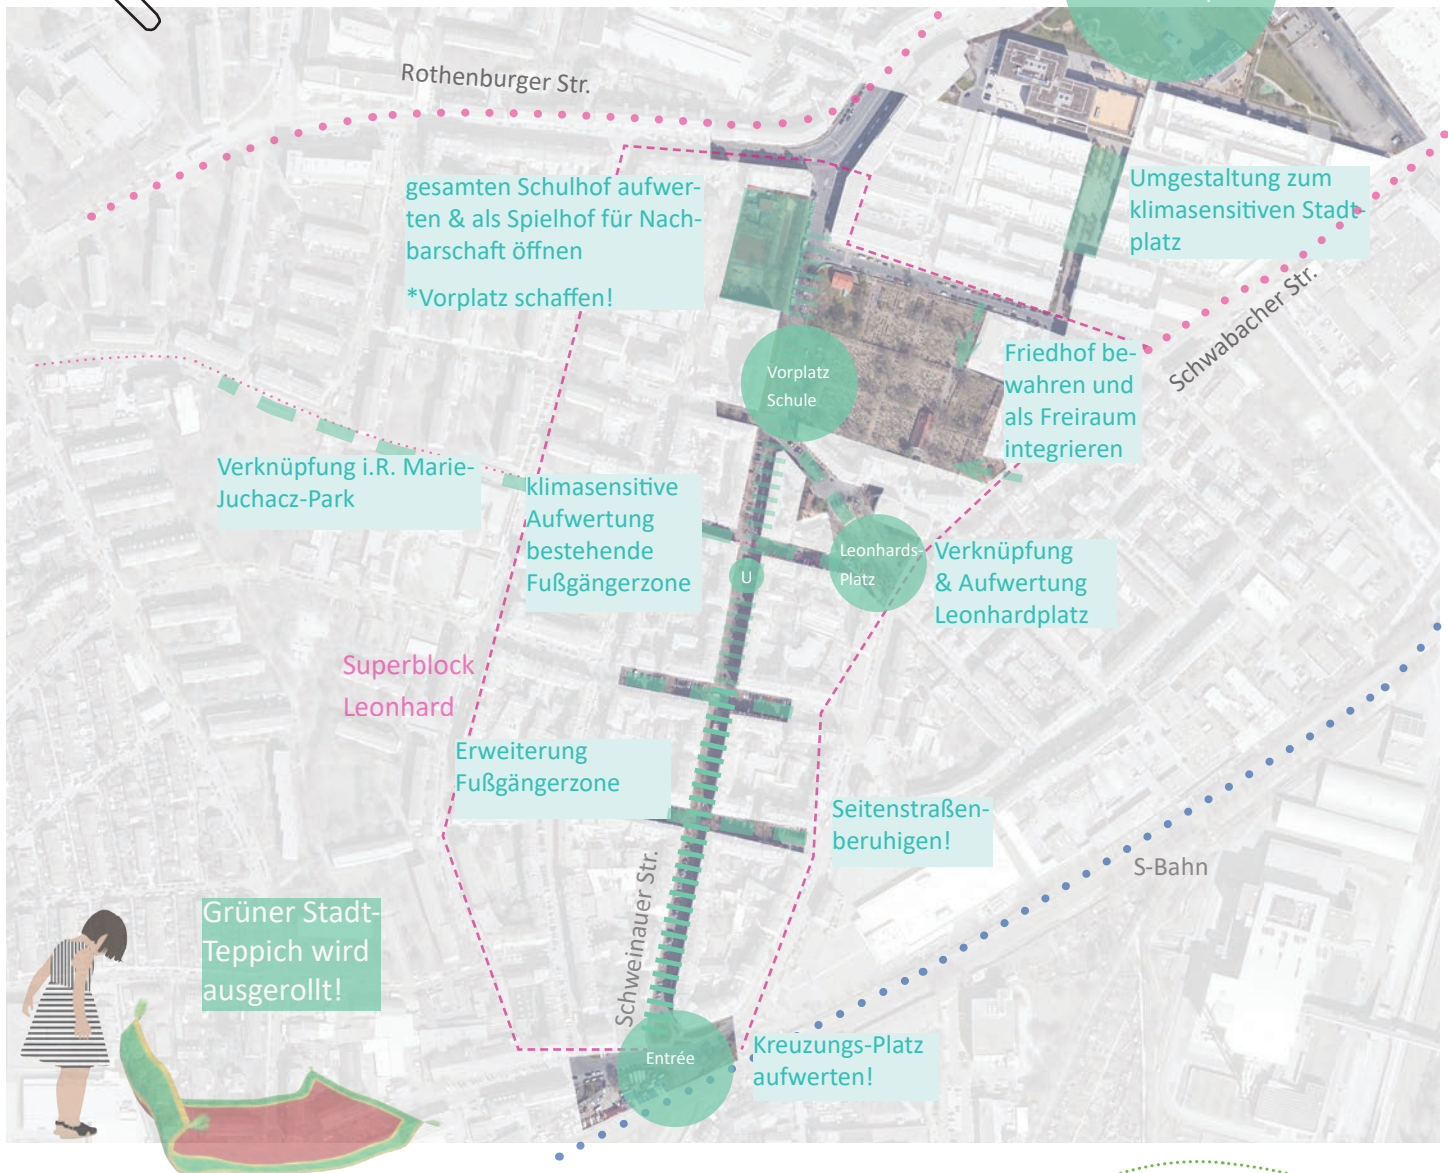 Rothenburger Str.
gesamten Schulhof aufwer-
ten & als Spielhof für Nach-
barschaft öffnen
*Vorplatz schaffen!
Umgestaltung zum
klimasensitiven Stadt-
platz
Schwabacher Str.
Vorplatz
Schule
Friedhof be-
wahren und
als Freiraum
integrieren
Verknüpfung i.R. Marie-
Juchacz-Park
klimasensitive
Aufwertung
bestehende
Fußgängerzone
U
Leonhards-
Platz
Verknüpfung
& Aufwertung
Leonhardplatz
Superblock
Leonhard
Erweiterung
Fußgängerzone
Seitenstraßen-
beruhigen!
S-Bahn
Schweinauer Str.
Grüner Stadt-
Teppich wird
ausgerollt!
Entrée
Kreuzungs-Platz
aufwerten!